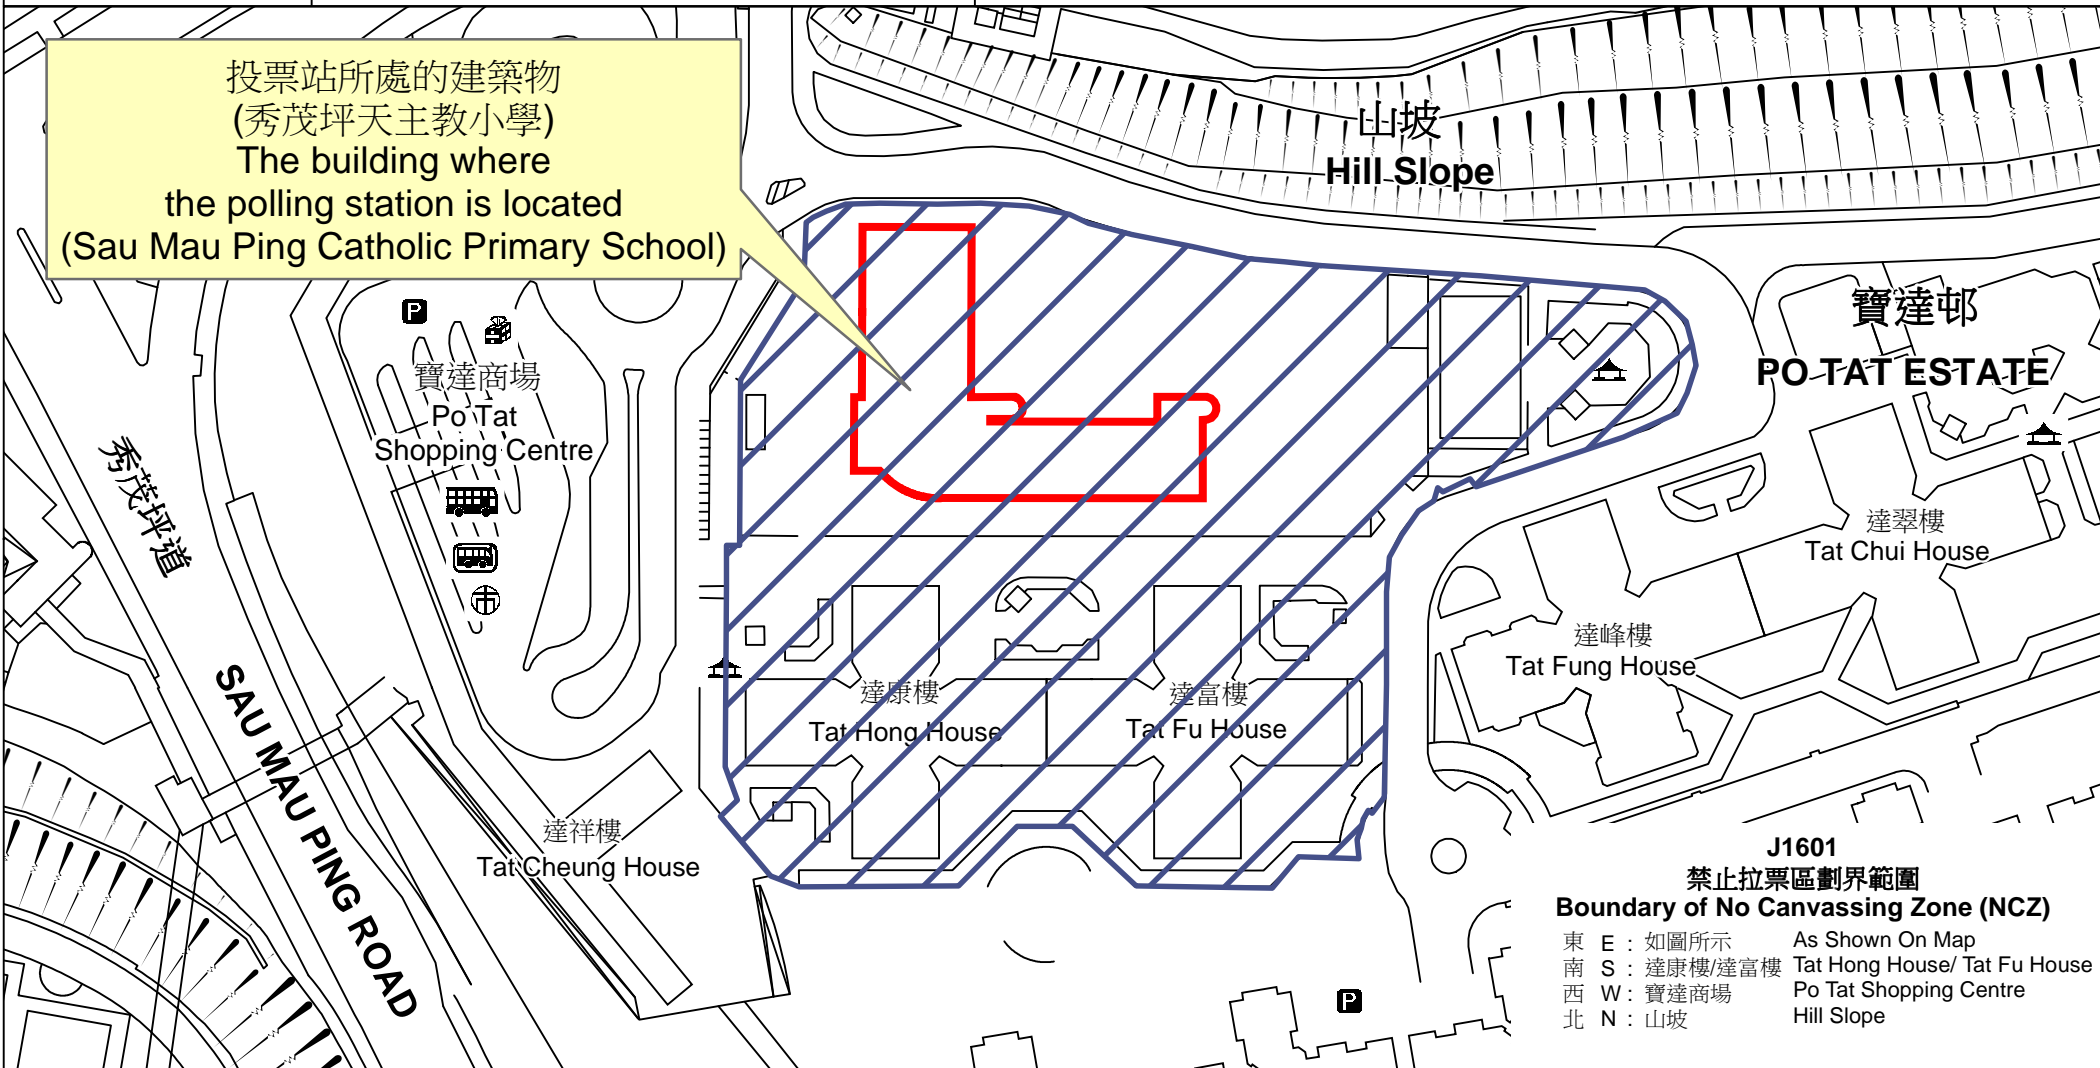 投票站所處的建築物
(秀茂坪天主教小學)
The building where
the polling station is located
(Sau Mau Ping Catholic Primary School)
山坡
Hill Slope
寶達邨
PO TAT ESTATE
P
寶達商場
Po Tat
Shopping Centre
秀茂坪道
SAU MAU PING ROAD
市
達翠樓
Tat Chui House
達峰樓
Tat Fung House
達康樓
Tat Hong House
達富樓
Tat Fu House
達祥樓
Tat Cheung House
P
J1601
禁止拉票區劃界範圍
Boundary of No Canvassing Zone (NCZ)
東 E : 如圖所示 As Shown On Map
南 S : 達康樓/達富樓 Tat Hong House/ Tat Fu House
西 W : 寶達商場 Po Tat Shopping Centre
北 N : 山坡 Hill Slope